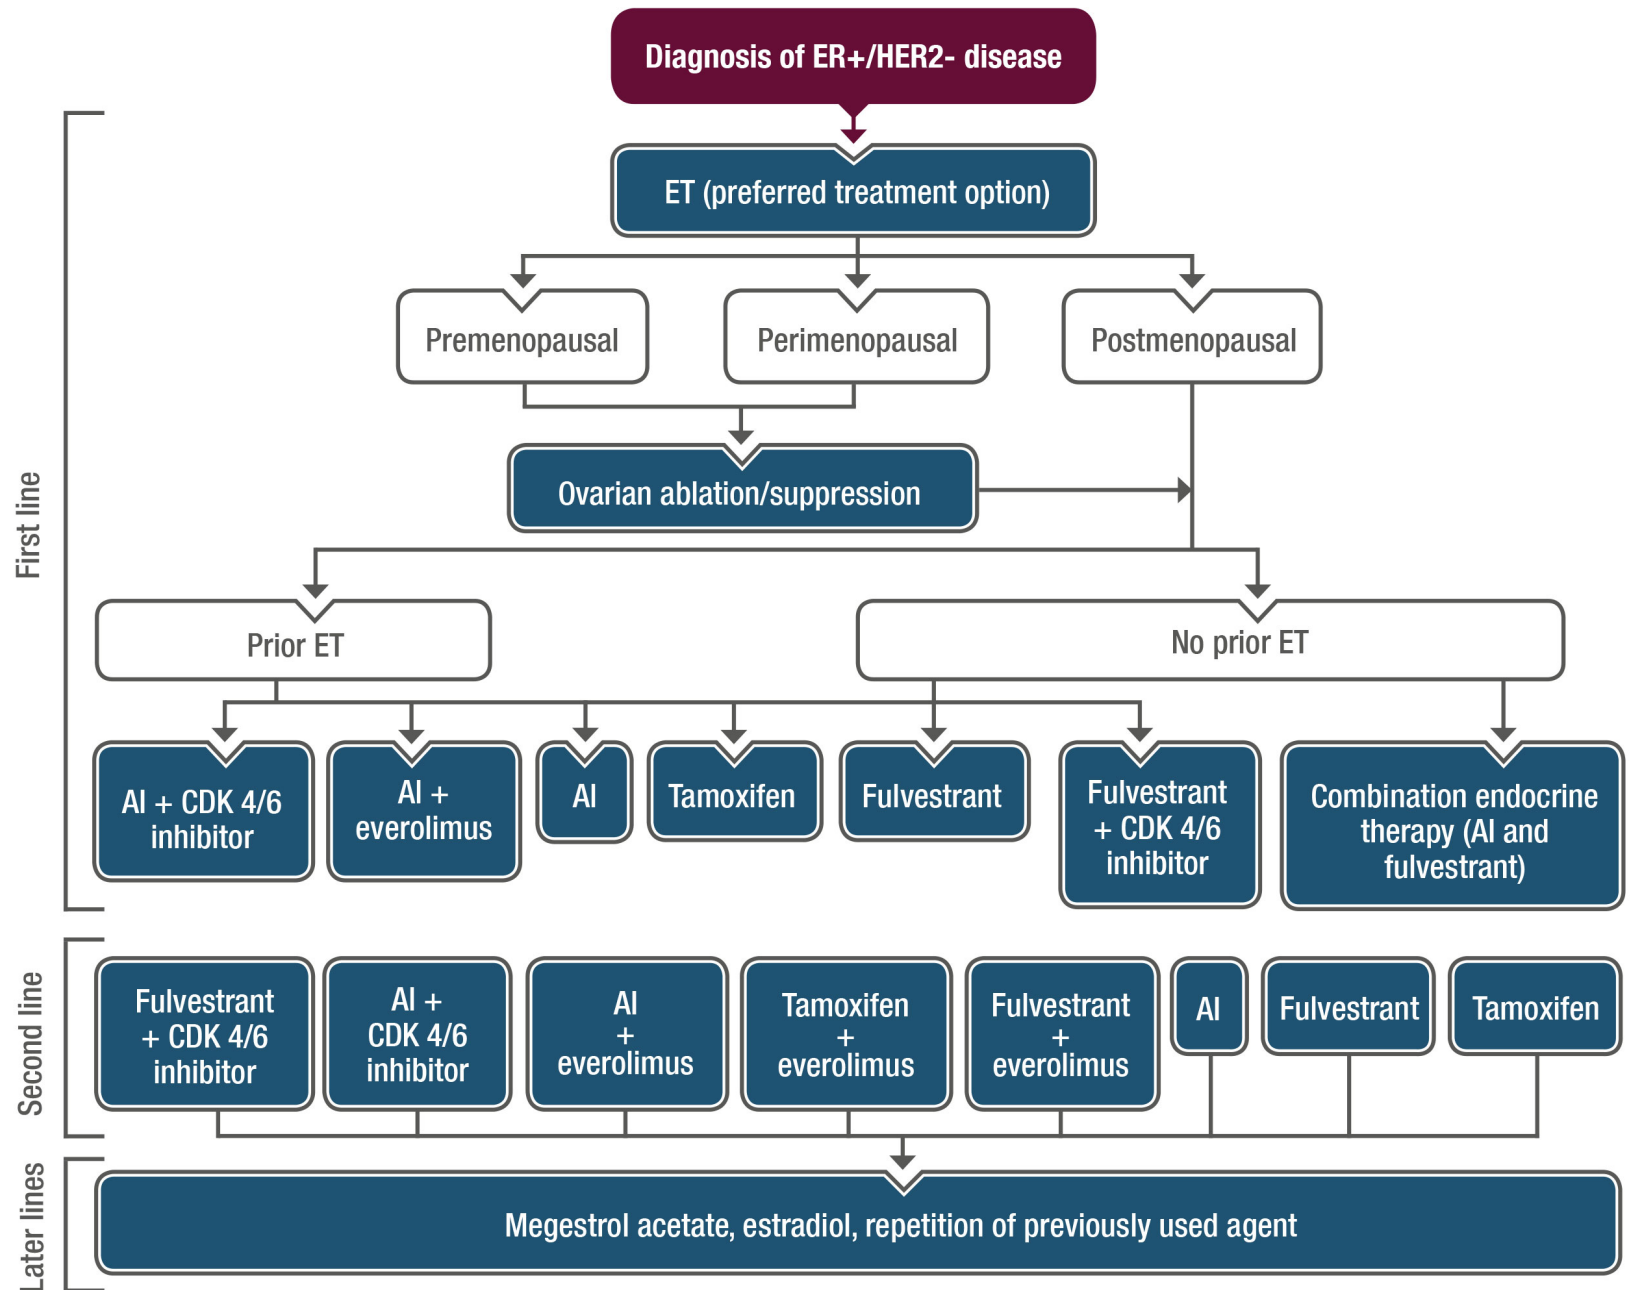 Diagnosis of ER+/HER2- disease
First line
ET (preferred treatment option)
Premenopausal
Perimenopausal
Postmenopausal
Ovarian ablation/suppression
Prior ET
No prior ET
AI + CDK 4/6
inhibitor
AI +
everolimus
AI
Tamoxifen
Fulvestrant
Fulvestrant
+ CDK 4/6
inhibitor
Combination endocrine
therapy (AI and
fulvestrant)
Second line
Fulvestrant
+ CDK 4/6
inhibitor
AI +
CDK 4/6
inhibitor
AI
+
everolimus
Tamoxifen
+
everolimus
Fulvestrant
+
everolimus
AI
Fulvestrant
Tamoxifen
Later lines
Megestrol acetate, estradiol, repetition of previously used agent